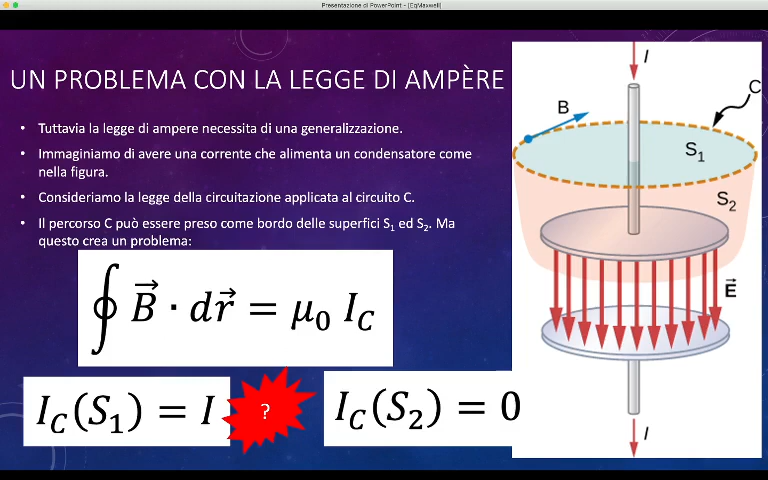 Presentazione di PowerPoint - [EqMaxwell]
UN PROBLEMA CON LA LEGGE DI AMPÈRE
• Tuttavia la legge di ampere necessita di una generalizzazione.
• Immaginiamo di avere una corrente che alimenta un condensatore come
nella figura.
• Consideriamo la legge della circuitazione applicata al circuito C.
• Il percorso C può essere preso come bordo delle superfici S₁ ed S₂. Ma
questo crea un problema:
∮ B⃗ · dr⃗ = μ₀ I_C
I_C(S₁) = I
?
I_C(S₂) = 0
I
C
B
S₁
S₂
E⃗
I